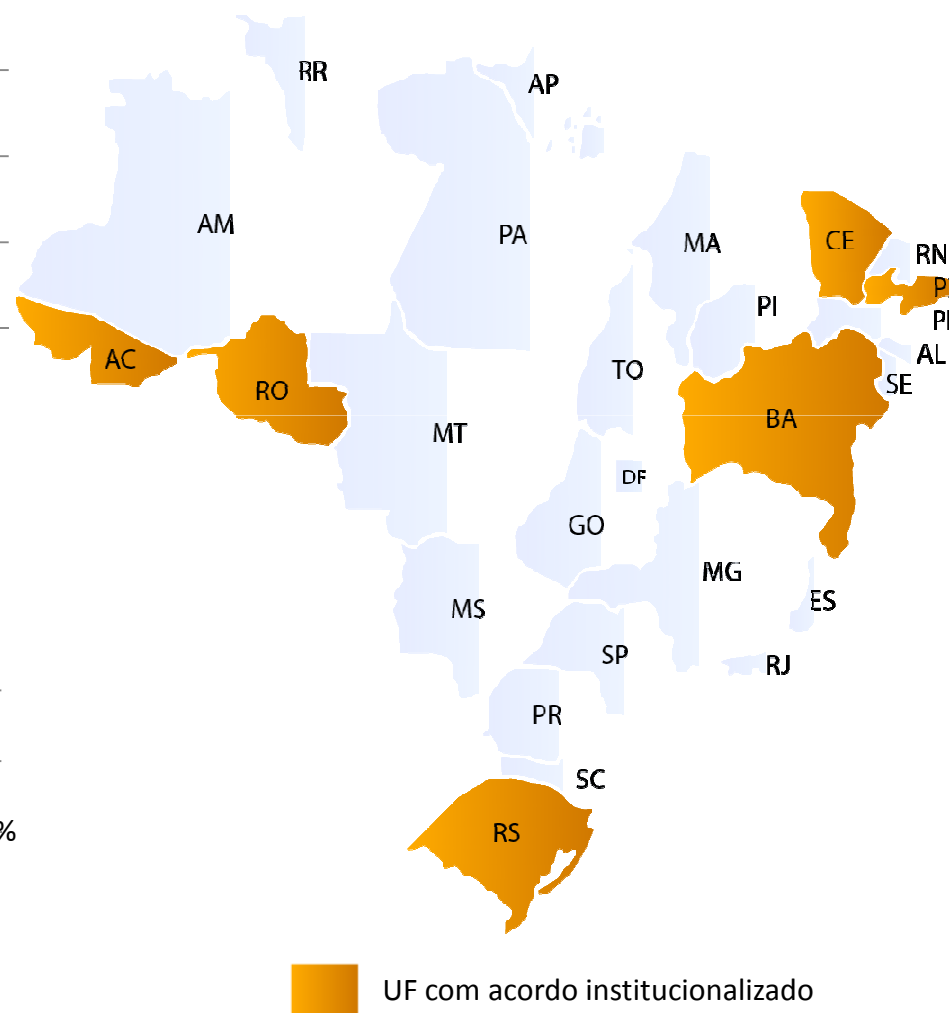 RR
AP
AM
PA
MA
CE
RN
PI
AC
RO
TO
AL
SE
MT
BA
DF
GO
MG
MS
ES
SP
RJ
PR
SC
RS
%
UF com acordo institucionalizado